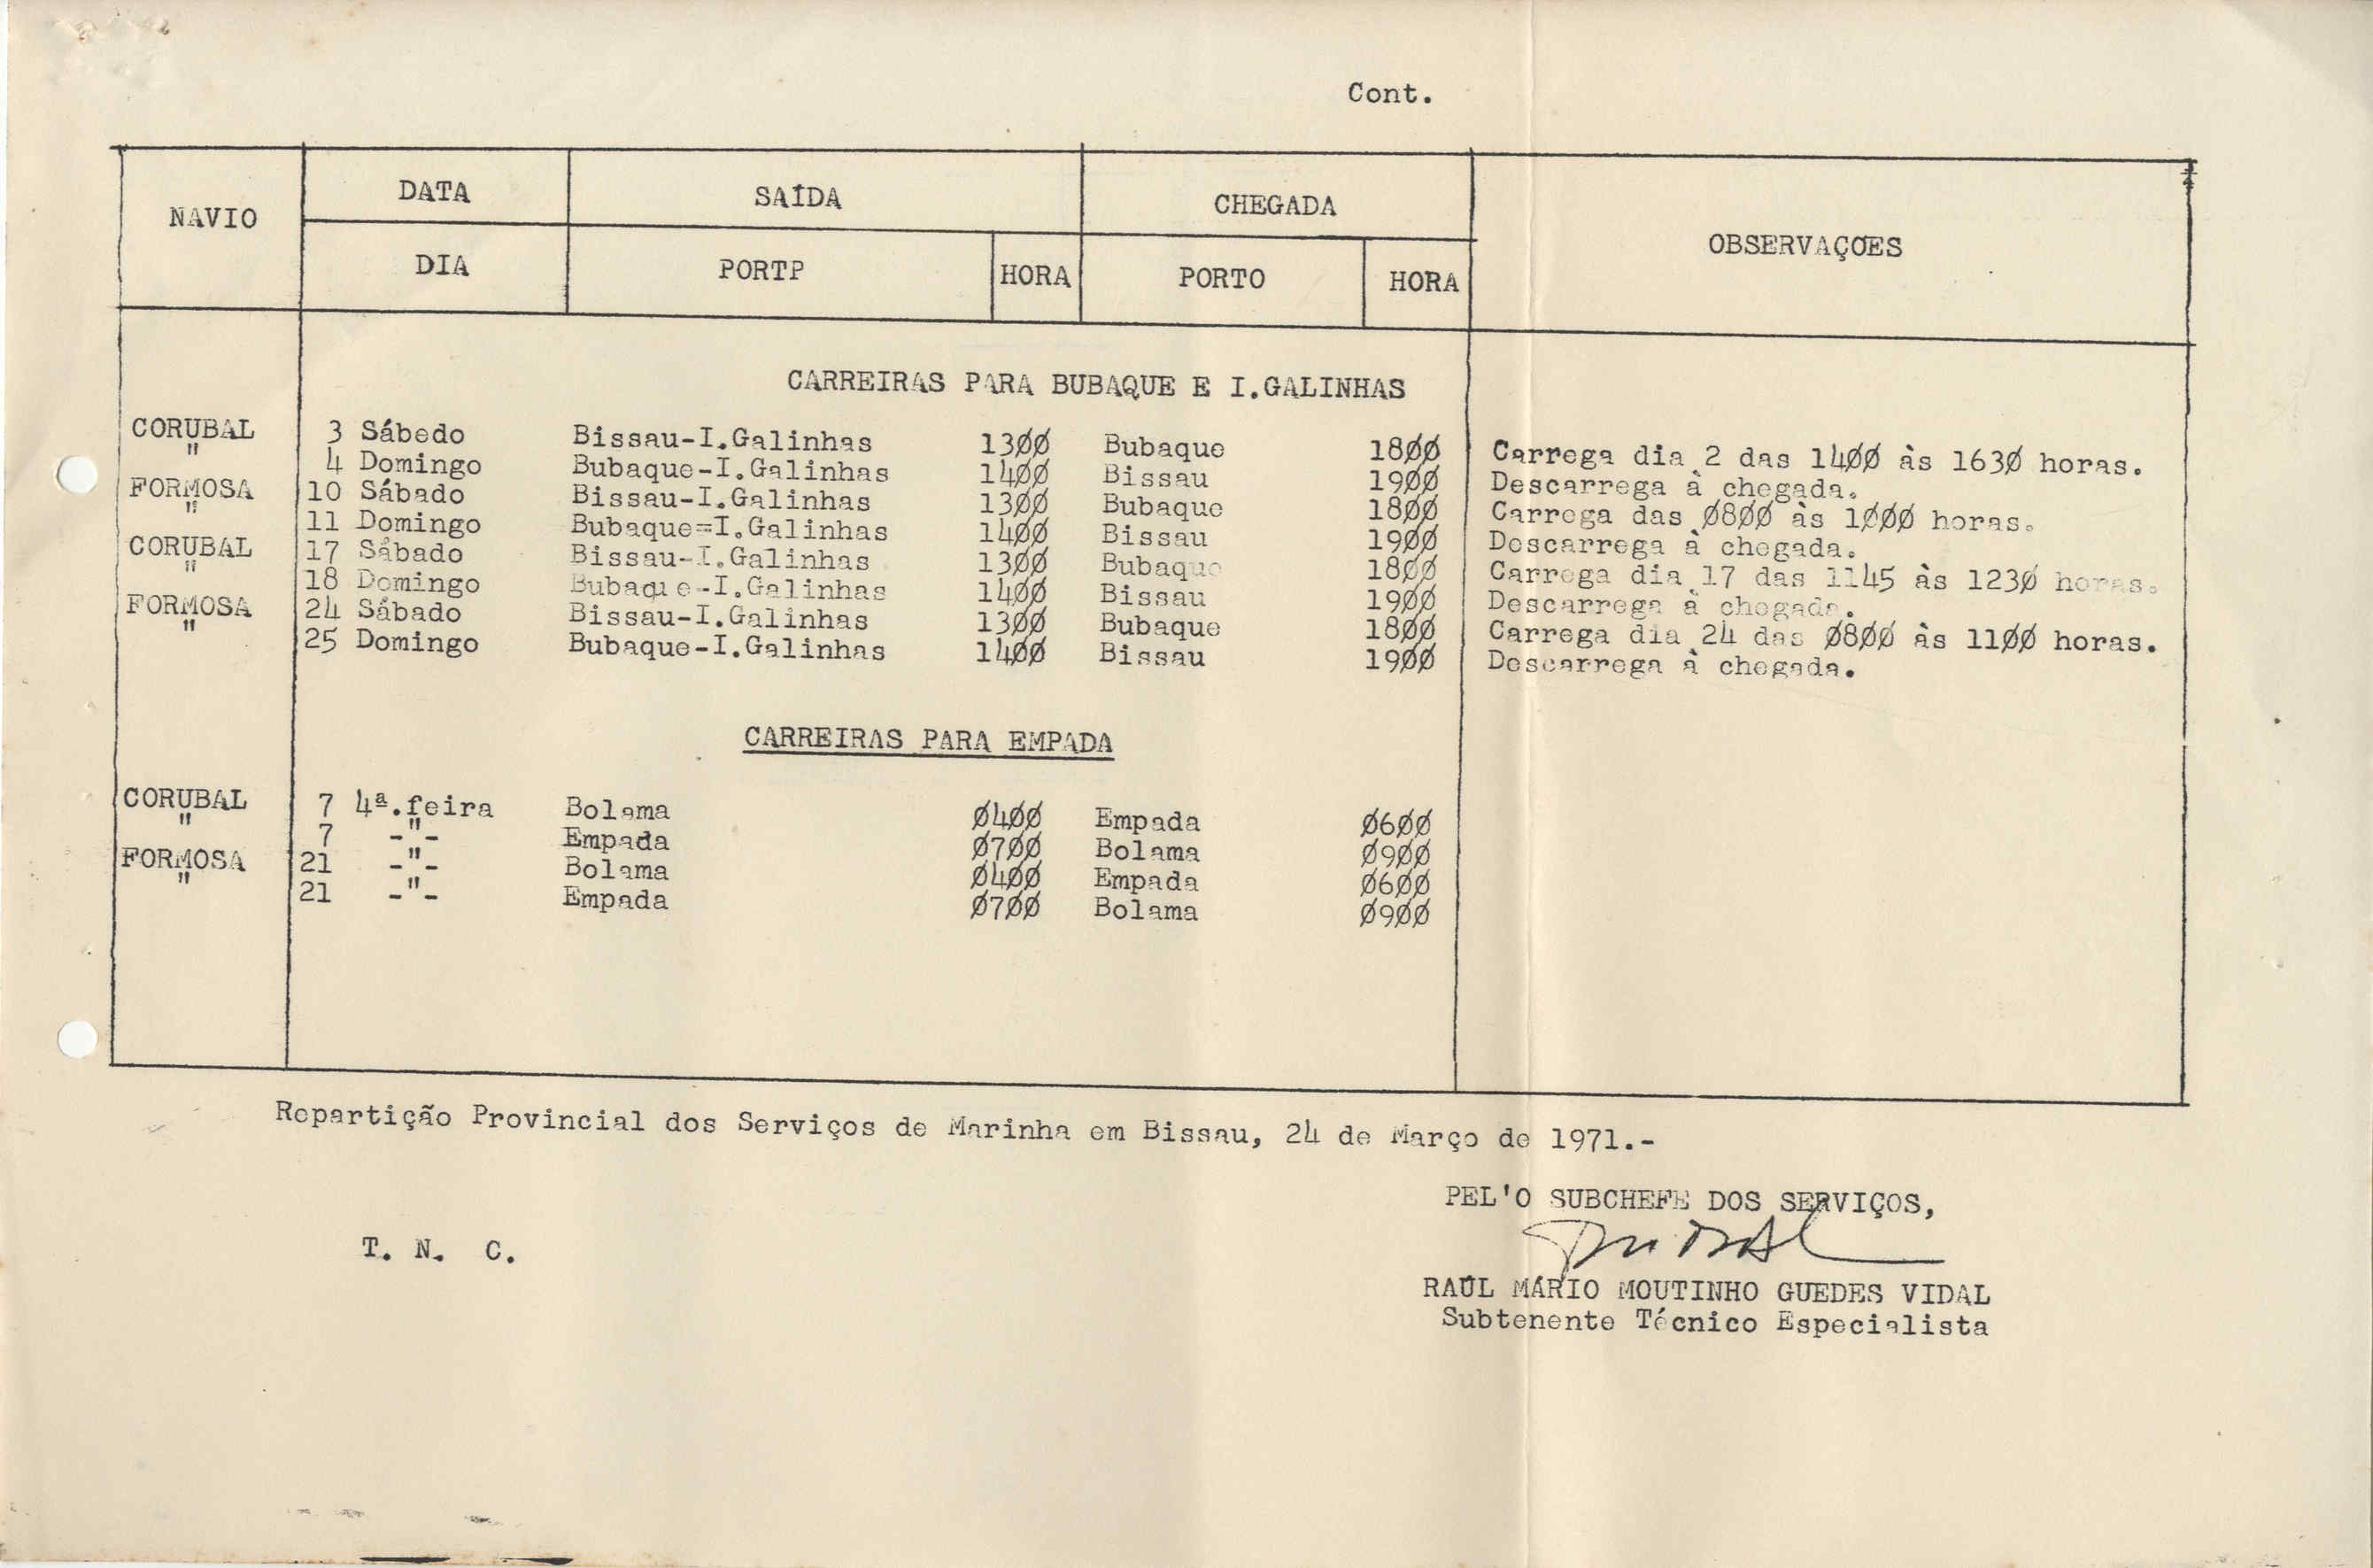 Cont.
NAVIO DATA SAÍDA CHEGADA OBSERVAÇOES
DIA PORTP HORA PORTO HORA
CARREIRAS PARA BUBAQUE E I.GALINHAS
CORUBAL 3 Sábedo Bissau-I.Galinhas 13ØØ Bubaque 18ØØ Carrega dia 2 das 14ØØ às 163Ø horas.
" 4 Domingo Bubaque-I.Galinhas 14ØØ Bissau 19ØØ Descarrega à chegada.
FORMOSA 10 Sábado Bissau-I.Galinhas 13ØØ Bubaque 18ØØ Carrega das Ø8ØØ às 1ØØØ horas.
" 11 Domingo Bubaque=I.Galinhas 14ØØ Bissau 19ØØ Descarrega à chegada.
CORUBAL 17 Sábado Bissau-I.Galinhas 13ØØ Bubaque 18ØØ Carrega dia 17 das 1145 às 123Ø horas.
" 18 Domingo Bubaque-I.Galinhas 14ØØ Bissau 19ØØ Descarrega à chegada.
FORMOSA 24 Sábado Bissau-I.Galinhas 13ØØ Bubaque 18ØØ Carrega dia 24 das Ø8ØØ às 11ØØ horas.
" 25 Domingo Bubaque-I.Galinhas 14ØØ Bissau 19ØØ Descarrega à chegada.
CARREIRAS PARA EMPADA
CORUBAL 7 4ª.feira Bolama Ø4ØØ Empada Ø6ØØ
" 7 -"- Empada Ø7ØØ Bolama Ø9ØØ
FORMOSA 21 -"- Bolama Ø4ØØ Empada Ø6ØØ
" 21 -"- Empada Ø7ØØ Bolama Ø9ØØ
Repartição Provincial dos Serviços de Marinha em Bissau, 24 de Março de 1971.-
PEL'O SUBCHEFE DOS SERVIÇOS,
T. N. C.
RAÚL MÁRIO MOUTINHO GUEDES VIDAL
Subtenente Técnico Especialista